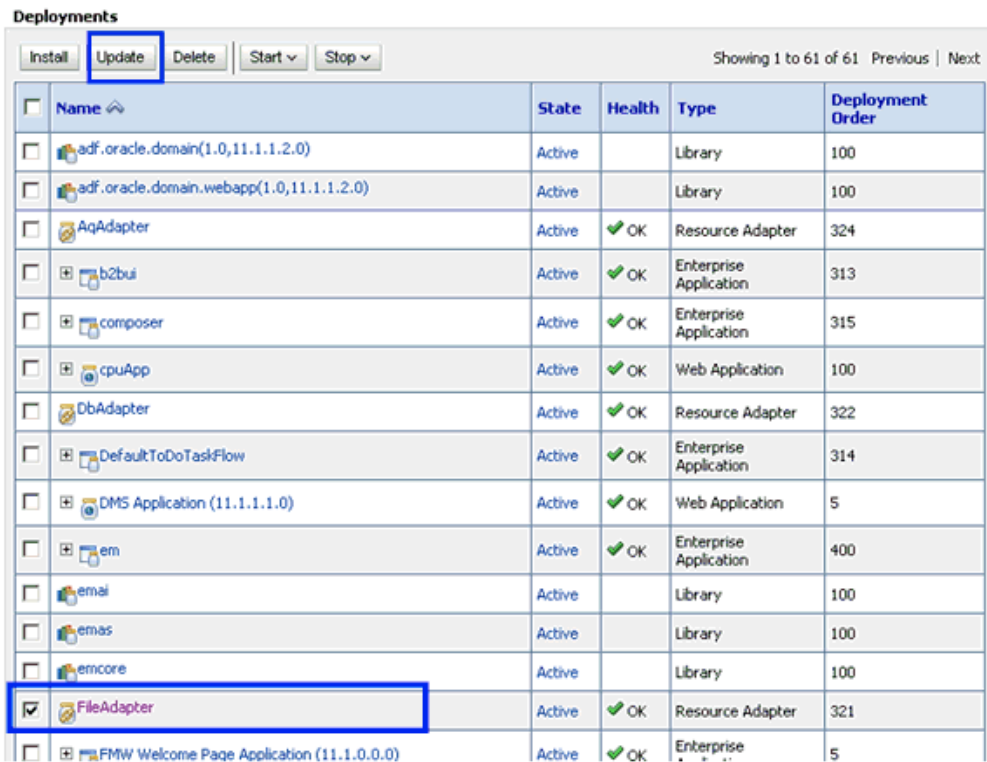 Deployments
Install Update Delete Start Stop Showing 1 to 61 of 61 Previous | Next
Name State Health Type Deployment Order
adf.oracle.domain(1.0,11.1.1.2.0) Active Library 100
adf.oracle.domain.webapp(1.0,11.1.1.2.0) Active Library 100
AqAdapter Active OK Resource Adapter 324
b2bui Active OK Enterprise Application 313
composer Active OK Enterprise Application 315
cpuApp Active OK Web Application 100
DbAdapter Active OK Resource Adapter 322
DefaultToDoTaskFlow Active OK Enterprise Application 314
DMS Application (11.1.1.1.0) Active OK Web Application 5
em Active OK Enterprise Application 400
emai Active Library 100
emas Active Library 100
emcore Active Library 100
FileAdapter Active OK Resource Adapter 321
FMW Welcome Page Application (11.1.0.0.0) Active OK Enterprise 5